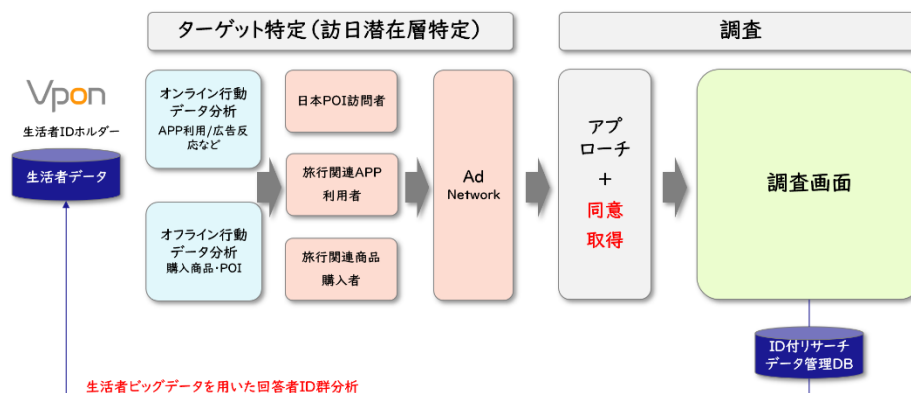 ターゲット特定(訪日潜在層特定)
調査
Vpon
生活者IDホルダー
生活者データ
オンライン行動
データ分析
APP利用/広告反
応など
オフライン行動
データ分析
購入商品・POI
日本POI訪問者
旅行関連APP
利用者
旅行関連商品
購入者
Ad
Network
アプ
ローチ
+
同意
取得
調査画面
ID付リサーチ
データ管理DB
生活者ビッグデータを用いた回答者ID群分析